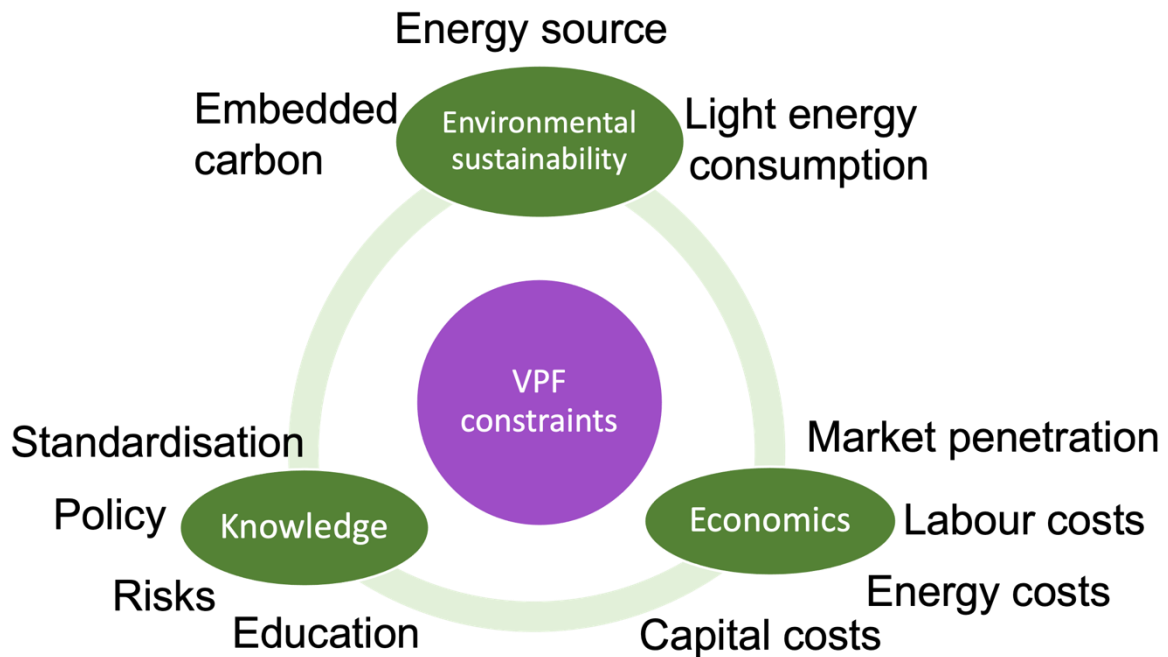 Energy source
Embedded
carbon
Environmental
sustainability
Light energy
consumption
VPF
constraints
Standardisation
Policy
Knowledge
Risks
Education
Market penetration
Economics
Labour costs
Energy costs
Capital costs